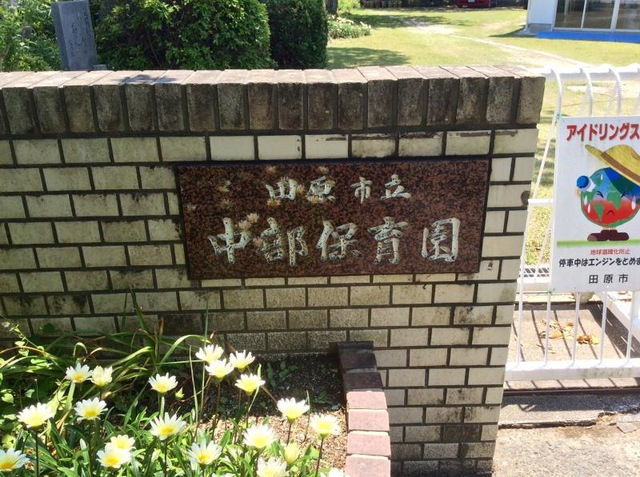 田原市立
中部保育園
アイドリングス
地球温暖化防止
停車中はエンジンをとめま
田原市